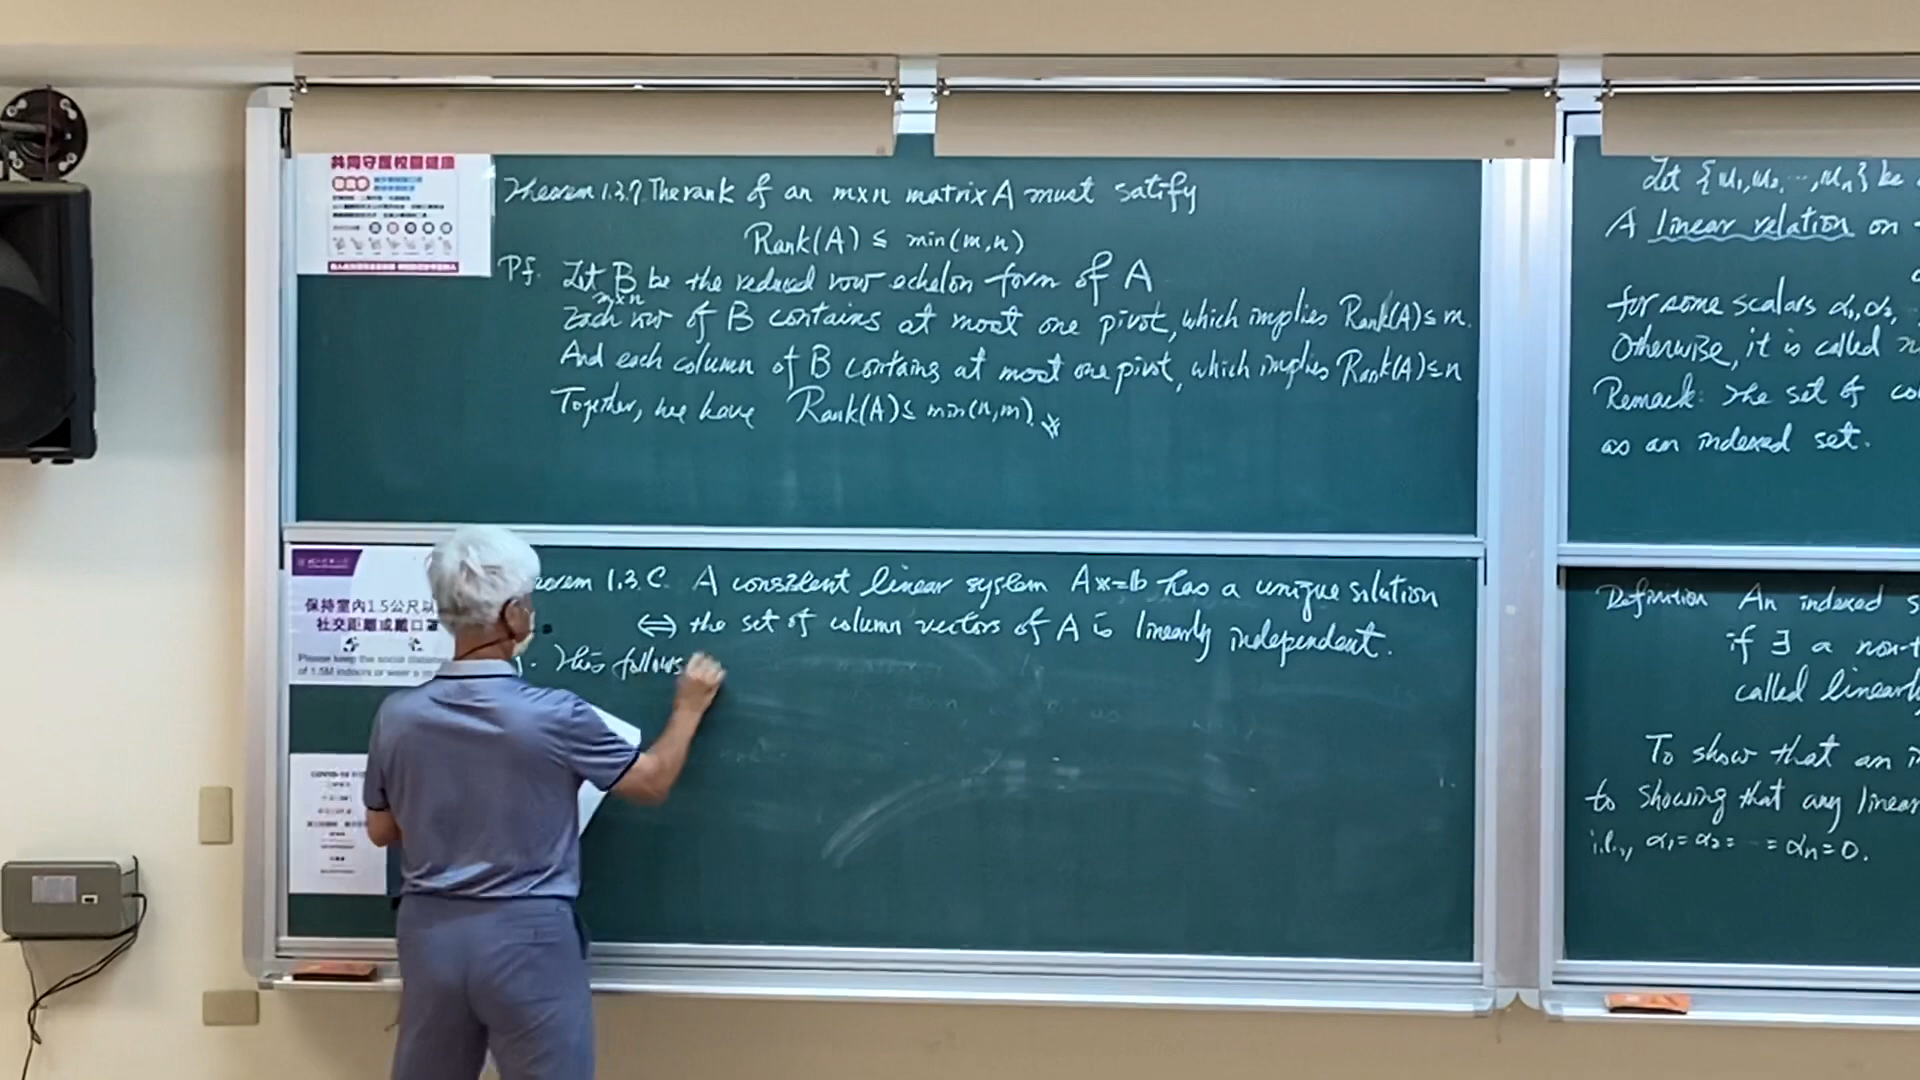 Theorem 1.3.7. The rank of an m×n matrix A must satify
Rank(A) ≤ min(m,n)
Pf. Let B be the reduced row echelon form of A
m×n
Each row of B contains at most one pivot, which implies Rank(A) ≤ m.
And each column of B contains at most one pivot, which implies Rank(A) ≤ n
Together, we have Rank(A) ≤ min(n,m).
orem 1.3.C. A consistent linear system Ax=b has a unique solution
⇔ the set of column vectors of A is linearly independent.
This follows
Let {u₁,u₂,⋯,uₙ} be
A linear relation on
for some scalars α₁,α₂,
Otherwise, it is called
Remark: The set of
as an indexed set.
Definition An indexed s
if ∃ a non-t
called linearly
To show that an
to showing that any linear
i.e., α₁=α₂=⋯=αₙ=0.
共同守護校園健康
保持室內1.5公尺以
社交距離或戴口罩
Please keep the social distance
of 1.5M indoors or wear a m